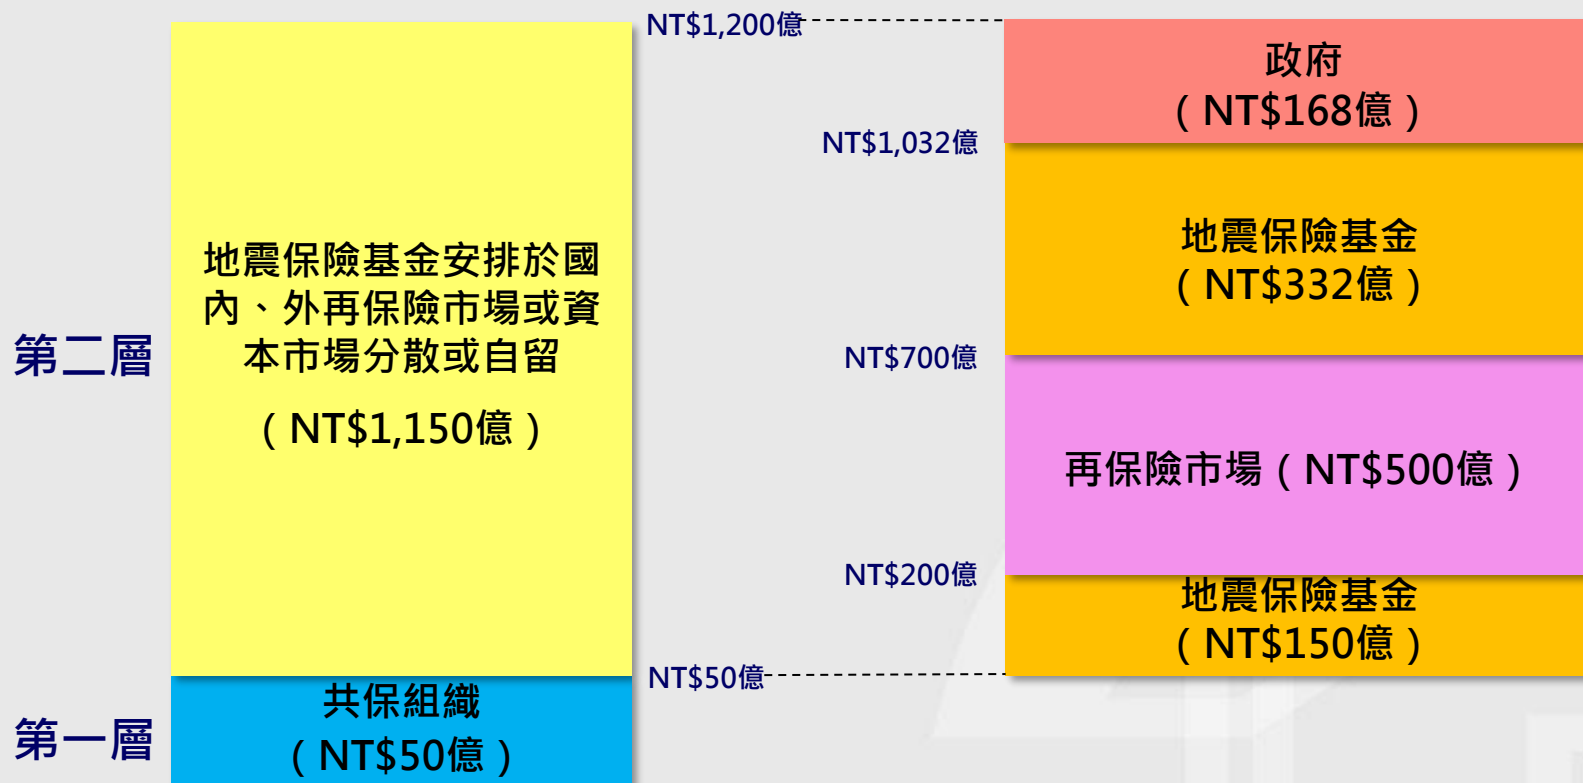 NT$1,200億
政府
（NT$168億）
NT$1,032億
地震保險基金
（NT$332億）
第二層
地震保險基金安排於國
內、外再保險市場或資
本市場分散或自留
（NT$1,150億）
NT$700億
再保險市場（NT$500億）
NT$200億
地震保險基金
（NT$150億）
NT$50億
第一層
共保組織
（NT$50億）